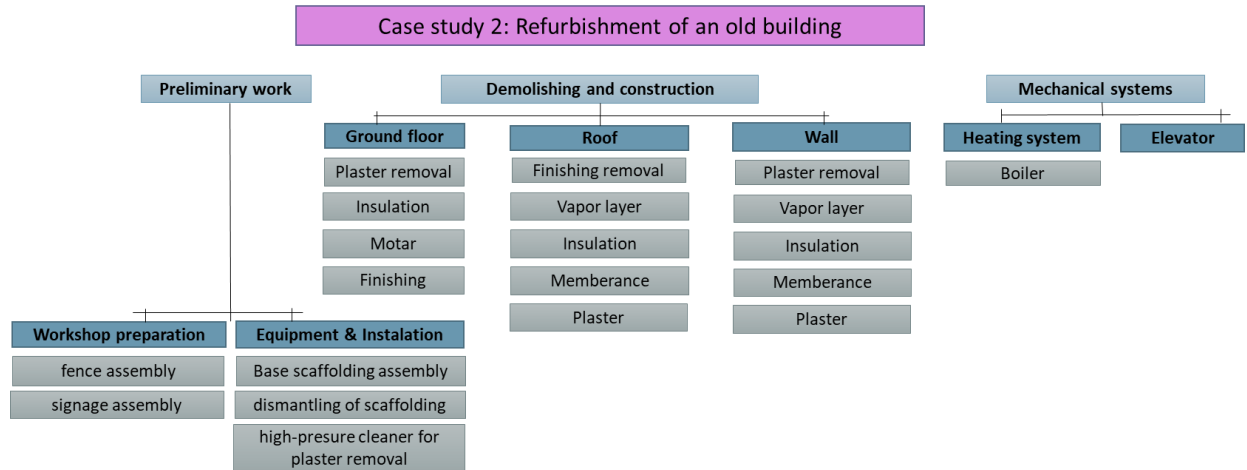 Case study 2: Refurbishment of an old building
Preliminary work
Demolishing and construction
Mechanical systems
Ground floor
Roof
Wall
Heating system
Elevator
Plaster removal
Finishing removal
Plaster removal
Boiler
Insulation
Vapor layer
Vapor layer
Motar
Insulation
Insulation
Finishing
Memberance
Memberance
Plaster
Plaster
Workshop preparation
Equipment & Instalation
fence assembly
Base scaffolding assembly
signage assembly
dismantling of scaffolding
high-presure cleaner for
plaster removal